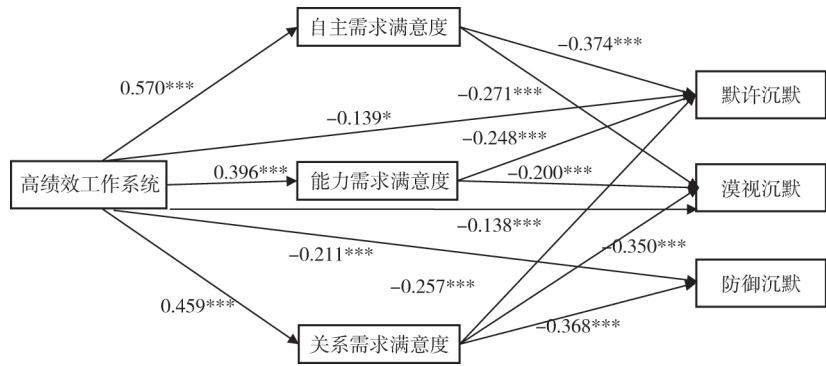 自主需求满意度
-0.374***
0.570***
-0.271***
默许沉默
-0.139*
-0.248***
高绩效工作系统
0.396***
能力需求满意度
-0.200***
漠视沉默
-0.138***
-0.211***
-0.350***
-0.257***
防御沉默
0.459***
-0.368***
关系需求满意度